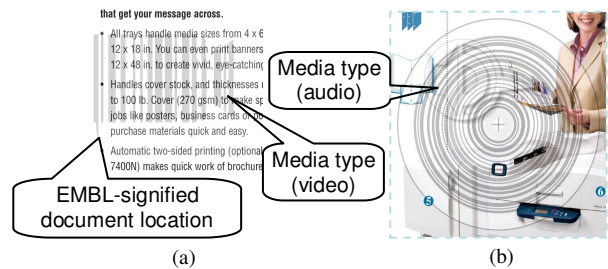 that get your message across.
• All trays handle media sizes from 4 x 6
12 x 18 in. You can even print banners
12 x 48 in. to create vivid, eye-catching
• Handles cover stock, and thicknesses
to 100 lb. Cover (270 gsm) to make sp
jobs like posters, business cards or po
purchase materials quick and easy.
Automatic two-sided printing (optional
7400N) makes quick work of brochure
Media type
(audio)
Media type
(video)
EMBL-signified
document location
5
6
(a)
(b)